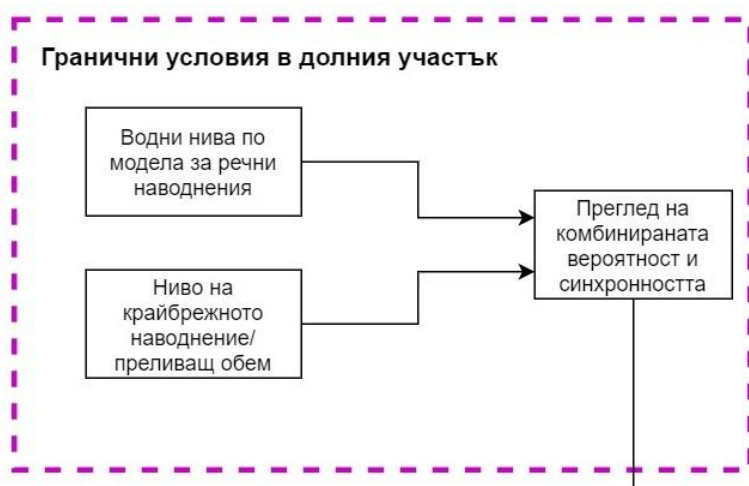 Гранични условия в долния участък
Водни нива по
модела за речни
наводнения
Преглед на
комбинираната
вероятност и
синхронността
Ниво на
крайбрежното
наводнение/
преливащ обем